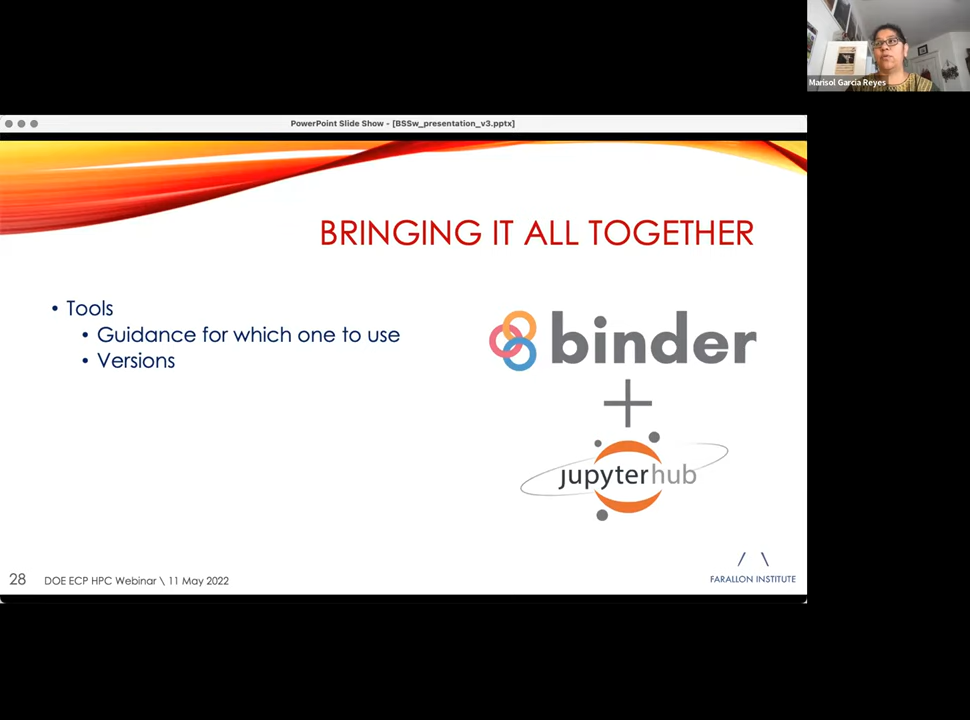 Marisol García Reyes
PowerPoint Slide Show - [BSSw_presentation_v3.pptx]
BRINGING IT ALL TOGETHER
• Tools
• Guidance for which one to use
• Versions
binder
+
jupyterhub
28 DOE ECP HPC Webinar \ 11 May 2022
FARALLON INSTITUTE